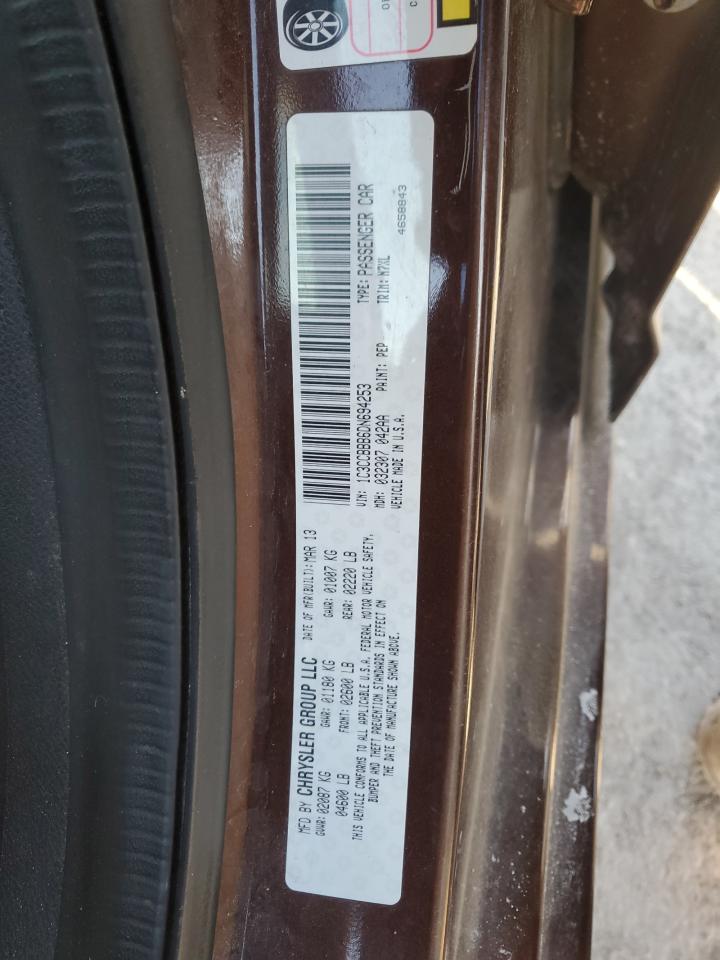 MFD BY CHRYSLER GROUP LLC
DATE OF MFR(BUILT): MAR 13
GVWR: 02087 KG
GAWR: 01180 KG
GAWR: 01007 KG
04600 LB
FRONT: 02600 LB
REAR: 02220 LB
THIS VEHICLE CONFORMS TO ALL APPLICABLE U.S.A. FEDERAL MOTOR VEHICLE SAFETY,
BUMPER AND THEFT PREVENTION STANDARDS IN EFFECT ON
THE DATE OF MANUFACTURE SHOWN ABOVE.
VIN: 1C3CCBBB6DN694253
TYPE: PASSENGER CAR
MDH: 032307 042AA
PAINT: PEP
TRIM: M7XL
VEHICLE MADE IN U.S.A.
4658843